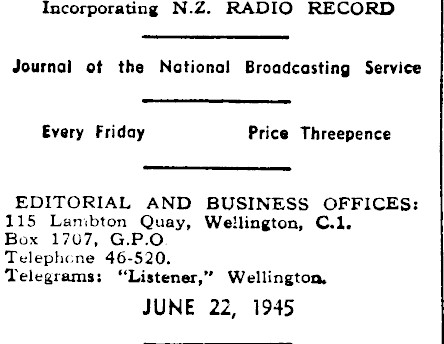 Incorporating N.Z. RADIO RECORD
Journal of the National Broadcasting Service
Every Friday Price Threepence
EDITORIAL AND BUSINESS OFFICES:
115 Lambton Quay, Wellington, C.1.
Box 1707, G.P.O
Telephone 46-520.
Telegrams: "Listener," Wellington.
JUNE 22, 1945